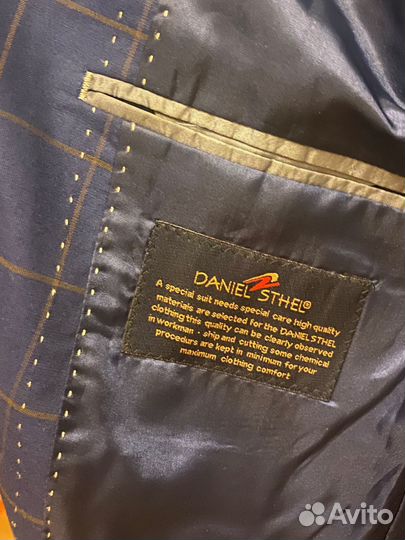 DANIEL STHEL®
A special suit needs special care high quality
materials are selected for the DANIEL STHEL
clothing this quality can be clearly observed
in workman - ship and cutting some chemical
procedurs are kept in minimum for your
maximum clothing comfort
Avito